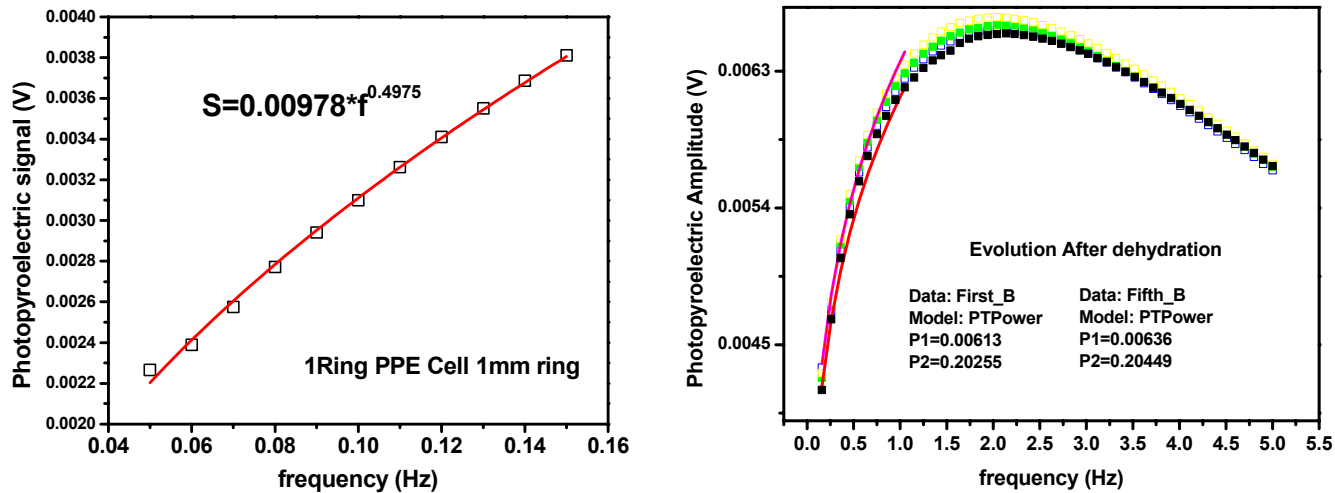 Photopyroelectric signal (V)
0.0040
0.0038
0.0036
0.0034
0.0032
0.0030
0.0028
0.0026
0.0024
0.0022
0.0020
S=0.00978*f^0.4975
1Ring PPE Cell 1mm ring
0.04 0.06 0.08 0.10 0.12 0.14 0.16
frequency (Hz)
Photopyroelectric Amplitude (V)
0.0063
0.0054
0.0045
Evolution After dehydration
Data: First_B
Model: PTPower
P1=0.00613
P2=0.20255
Data: Fifth_B
Model: PTPower
P1=0.00636
P2=0.20449
0.0 0.5 1.0 1.5 2.0 2.5 3.0 3.5 4.0 4.5 5.0 5.5
frequency (Hz)